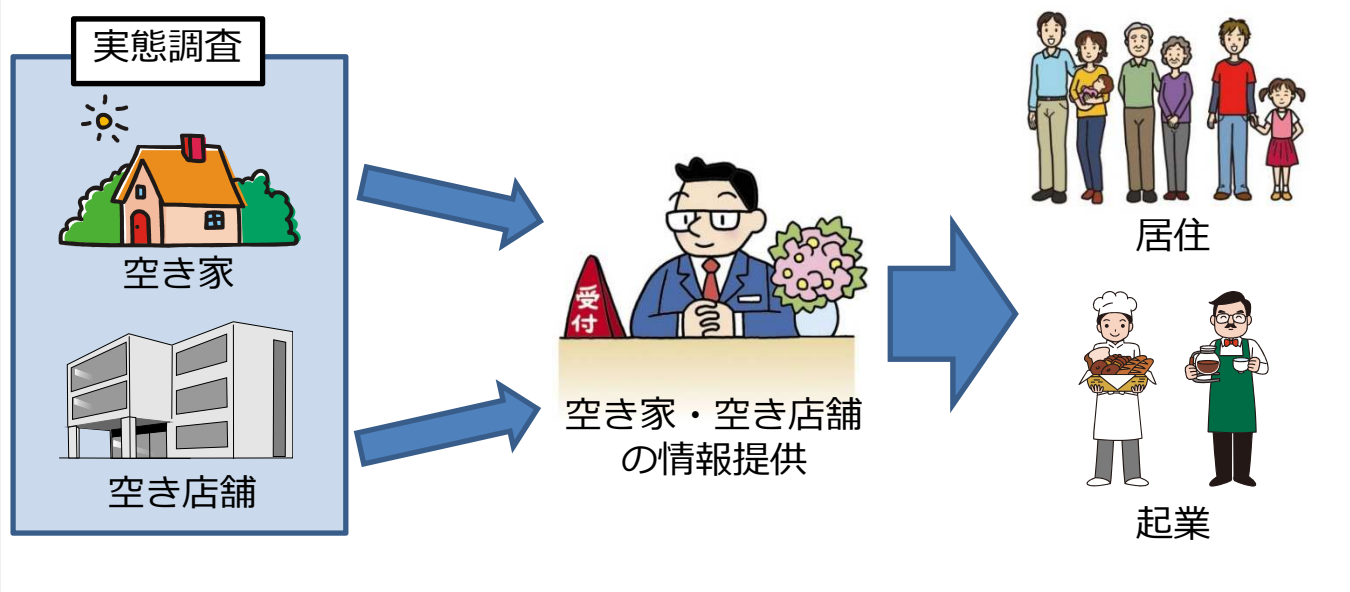 実態調査
空き家
空き店舗
受
付
空き家・空き店舗
の情報提供
居住
起業